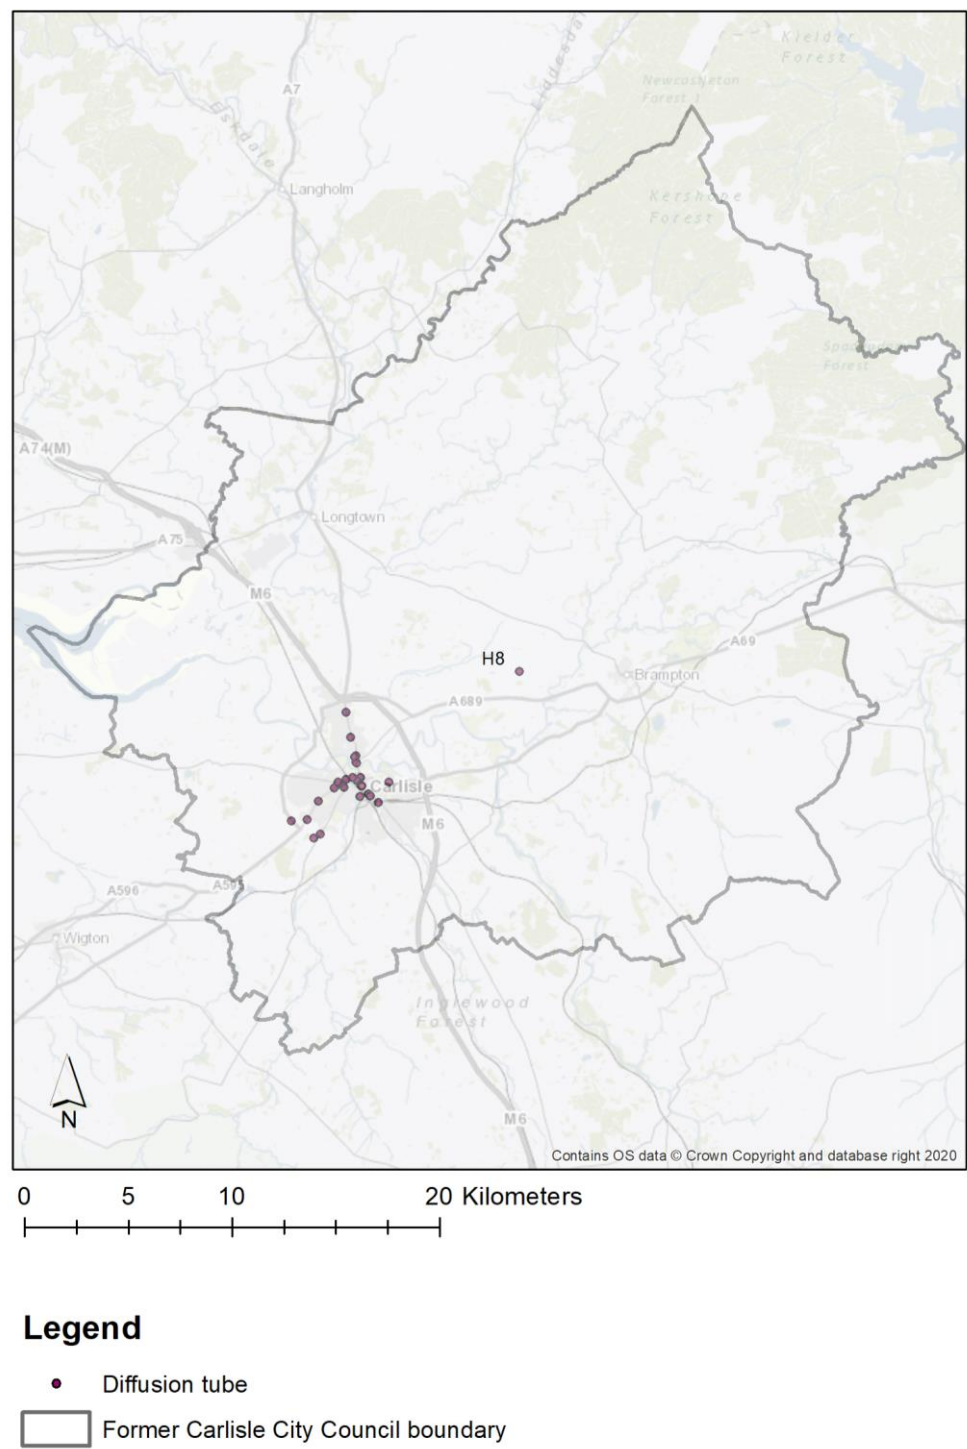 Kielder
Forest
Newcastleton
Forest
A7
Liddesdale
Eskdale
Langholm
Kershope
Forest
Spadeadam
Forest
A74(M)
Longtown
A75
M6
A69
H8
Brampton
A689
Carlisle
M6
A596
A595
Wigton
Inglewood
Forest
N
M6
Contains OS data © Crown Copyright and database right 2020
0 5 10 20 Kilometers
Legend
Diffusion tube
Former Carlisle City Council boundary